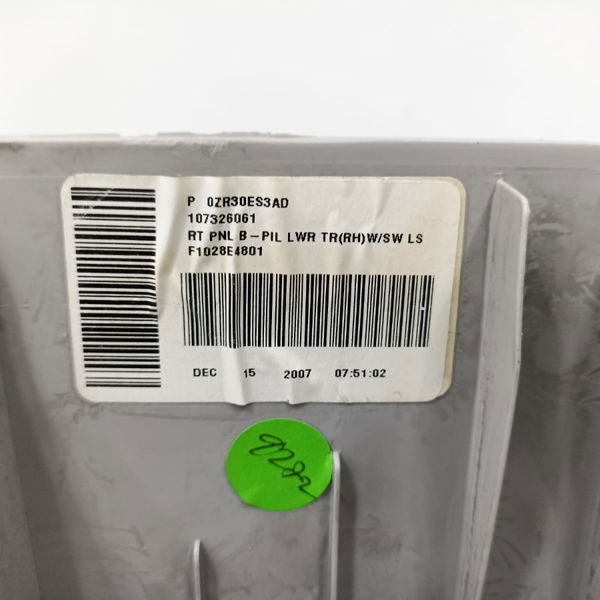 P 0ZR30ES3AD
107326061
RT PNL B-PIL LWR TR(RH)W/SW LS
F1028E4801
DEC 15 2007 07:51:02